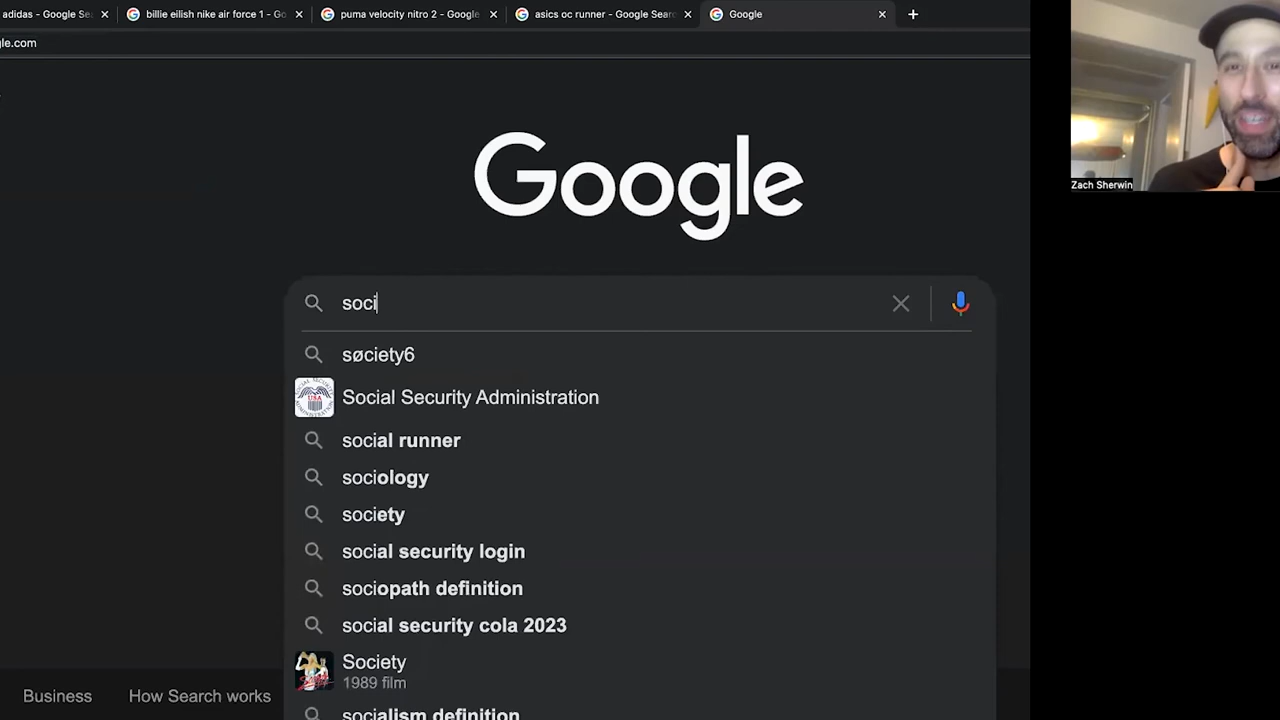 adidas - Google Se
billie eilish nike air force 1 - Go
puma velocity nitro 2 - Google
asics oc runner - Google Searc
Google
gle.com
Google
soci
søciety6
Social Security Administration
social runner
sociology
society
social security login
sociopath definition
social security cola 2023
Society
1989 film
socialism definition
Business
How Search works
Zach Sherwin